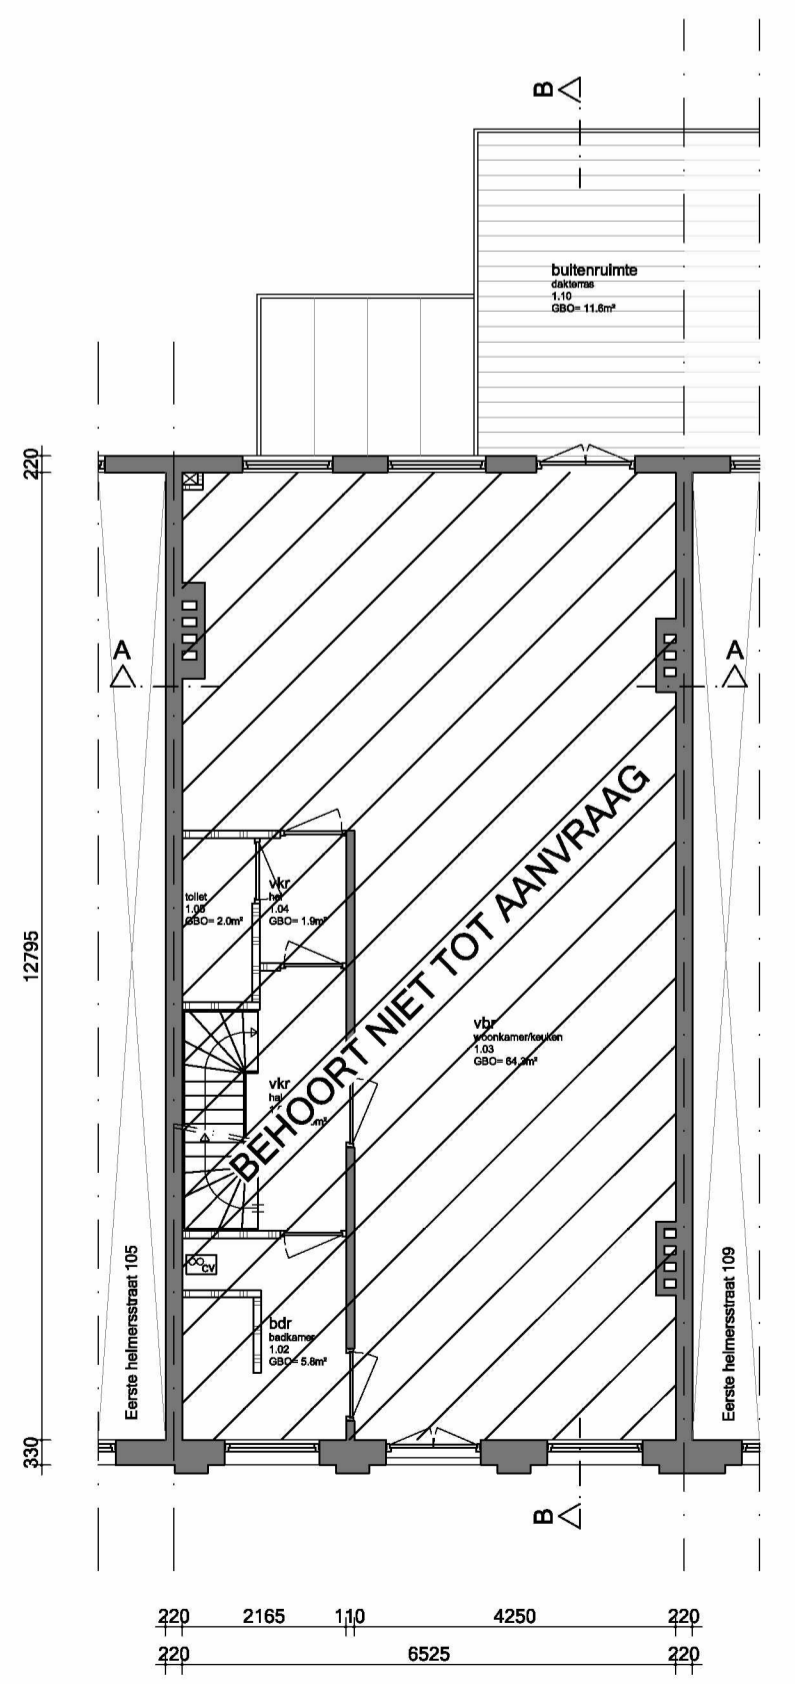 B
buitenruimte
dakterras
1.10
GBO= 11.6m²
220
A
A
12795
BEHOORT NIET TOT AANVRAAG
toilet
1.05
GBO= 2.0m²
vkr
hal
1.04
GBO= 1.9m²
vbr
woonkamer/keuken
1.03
GBO= 64.3m²
vkr
hal
CV
bdr
badkamer
1.02
GBO= 5.8m²
Eerste helmersstraat 105
Eerste helmersstraat 109
330
B
220 2165 110 4250 220
220 6525 220